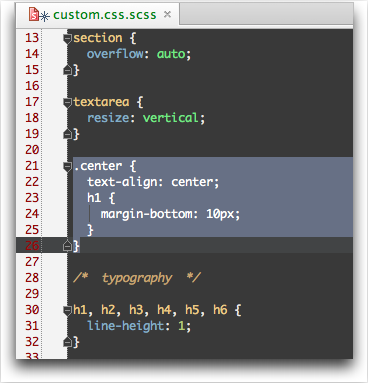 custom.css.scss ×
13 section {
14   overflow: auto;
15 }
16
17 textarea {
18   resize: vertical;
19 }
20
21 .center {
22   text-align: center;
23   h1 {
24     margin-bottom: 10px;
25   }
26 }
27
28 /*  typography  */
29
30 h1, h2, h3, h4, h5, h6 {
31   line-height: 1;
32 }
33